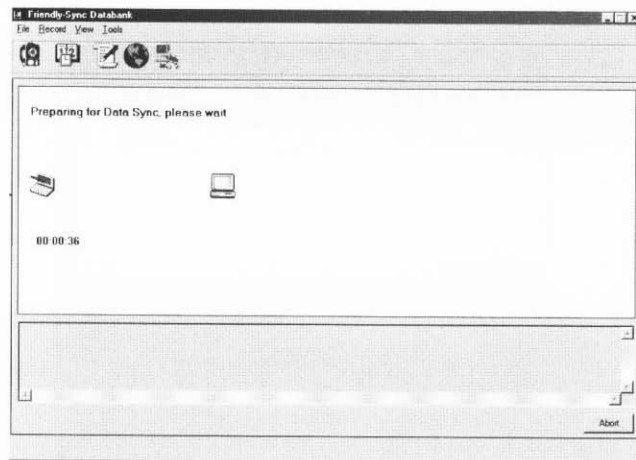 Friendly-Sync Databank
File Record View Tools
Preparing for Data Sync, please wait
00:00:36
Abort